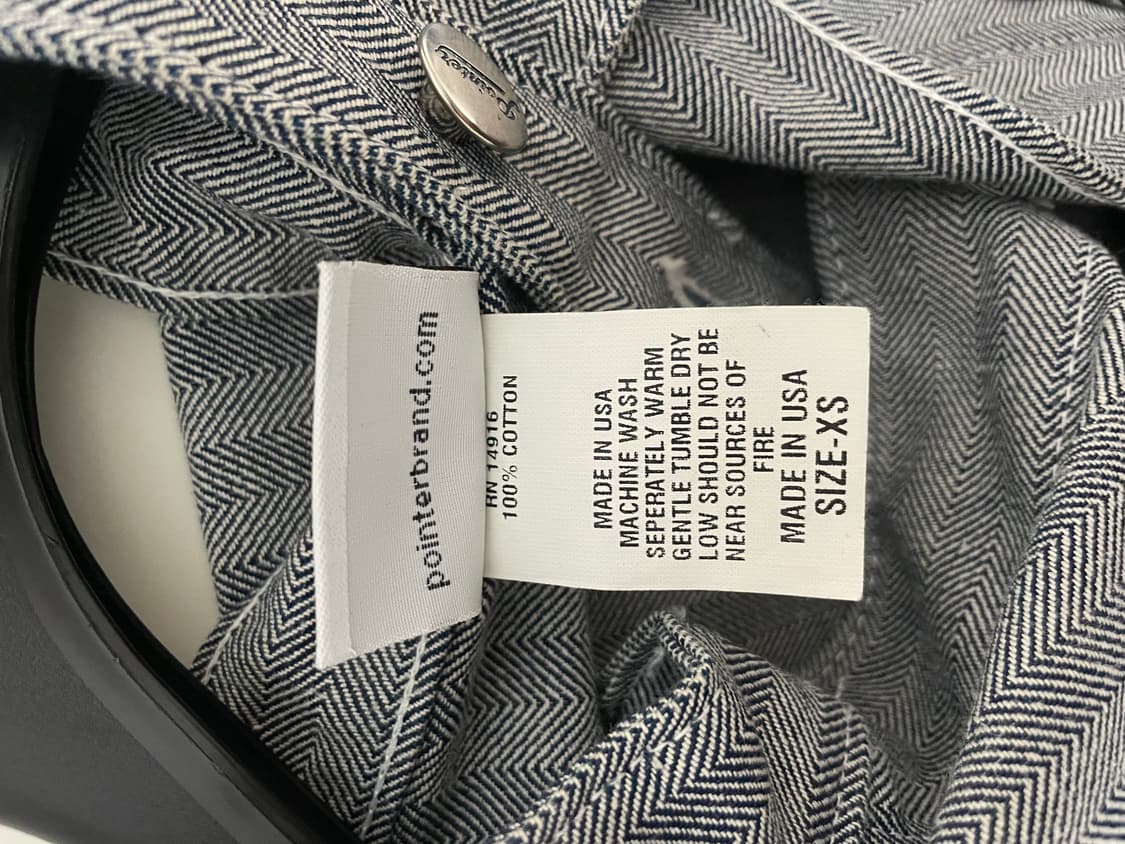 Pointer
pointerbrand.com
RN 14916
100% COTTON
MADE IN USA
MACHINE WASH
SEPERATELY WARM
GENTLE TUMBLE DRY
LOW SHOULD NOT BE
NEAR SOURCES OF
FIRE
MADE IN USA
SIZE-XS